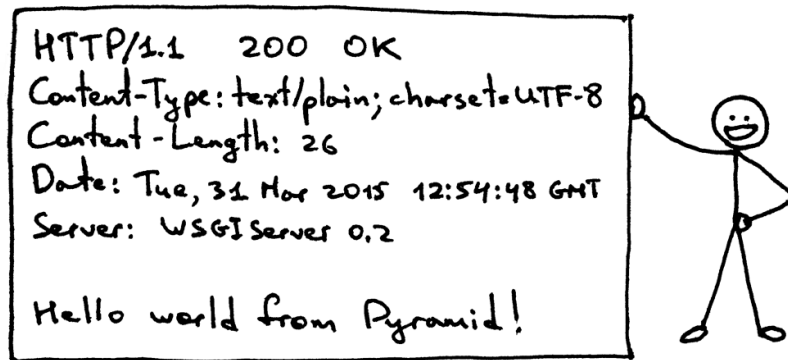 HTTP/1.1 200 OK
Content-Type: text/plain; charset=UTF-8
Content-Length: 26
Date: Tue, 31 Mar 2015 12:54:48 GMT
Server: WSGIServer 0.2
Hello world from Pyramid!